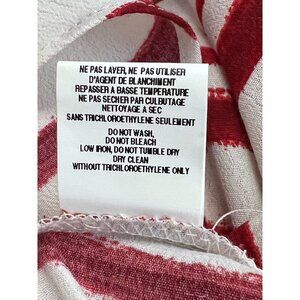 NE PAS LAVER, NE PAS UTILISER
D'AGENT DE BLANCHIMENT
REPASSER A BASSE TEMPERATURE
NE PAS SECHER PAR CULBUTAGE
NETTOYAGE A SEC
SANS TRICHLOROETHYLENE SEULEMENT
DO NOT WASH,
DO NOT BLEACH
LOW IRON, DO NOT TUMBLE DRY
DRY CLEAN
WITHOUT TRICHLOROETHYLENE ONLY